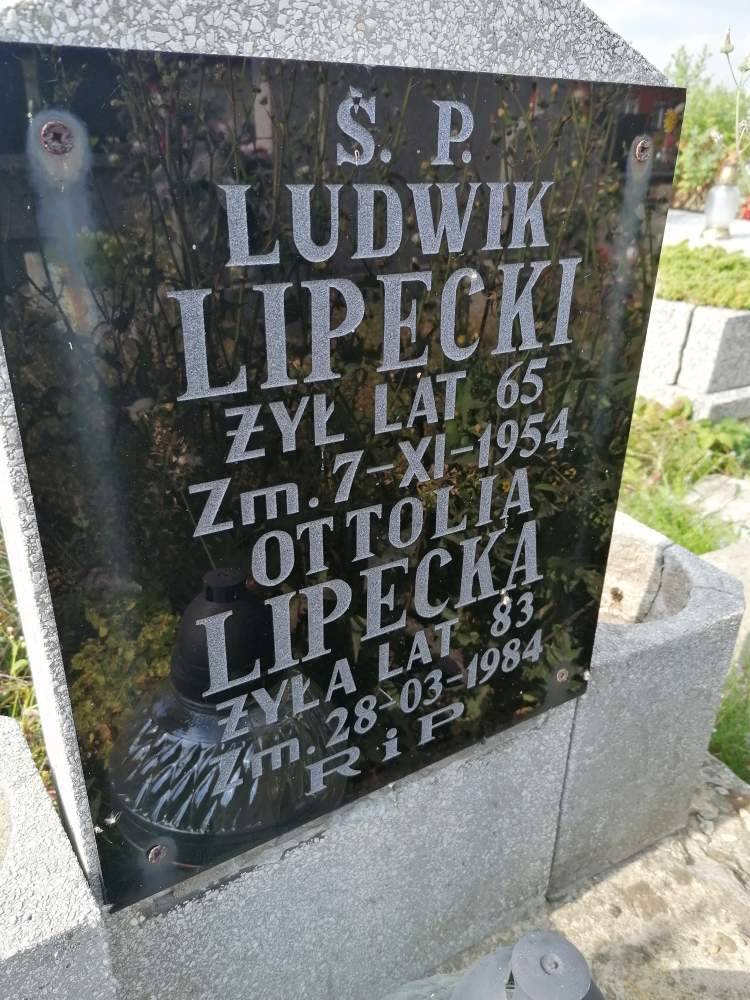 Ś. P.
LUDWIK
LIPECKI
ŻYŁ LAT 65
Zm. 7-XI-1954
OTTOLIA
LIPECKA
ŻYŁA LAT 83
Zm. 28-03-1984
RiP